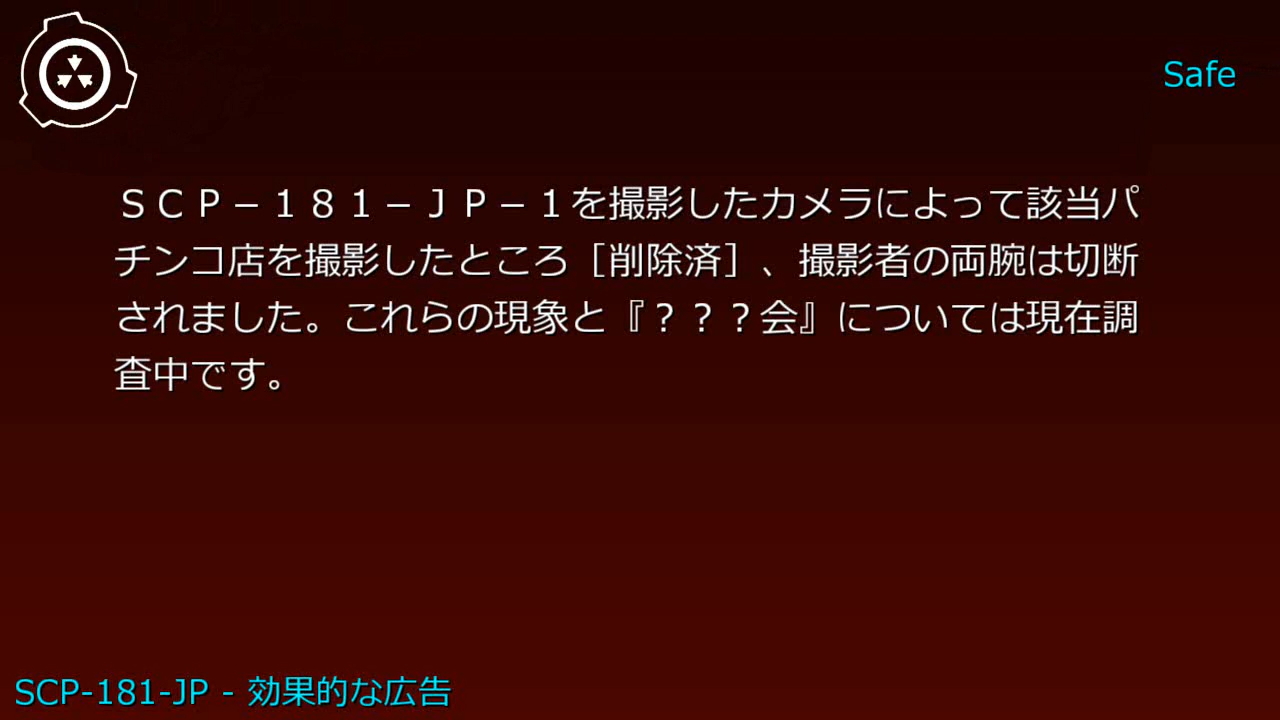 Safe
ＳＣＰ－１８１－ＪＰ－１を撮影したカメラによって該当パ
チンコ店を撮影したところ［削除済］、撮影者の両腕は切断
されました。これらの現象と『？？？会』については現在調
査中です。
SCP-181-JP - 効果的な広告